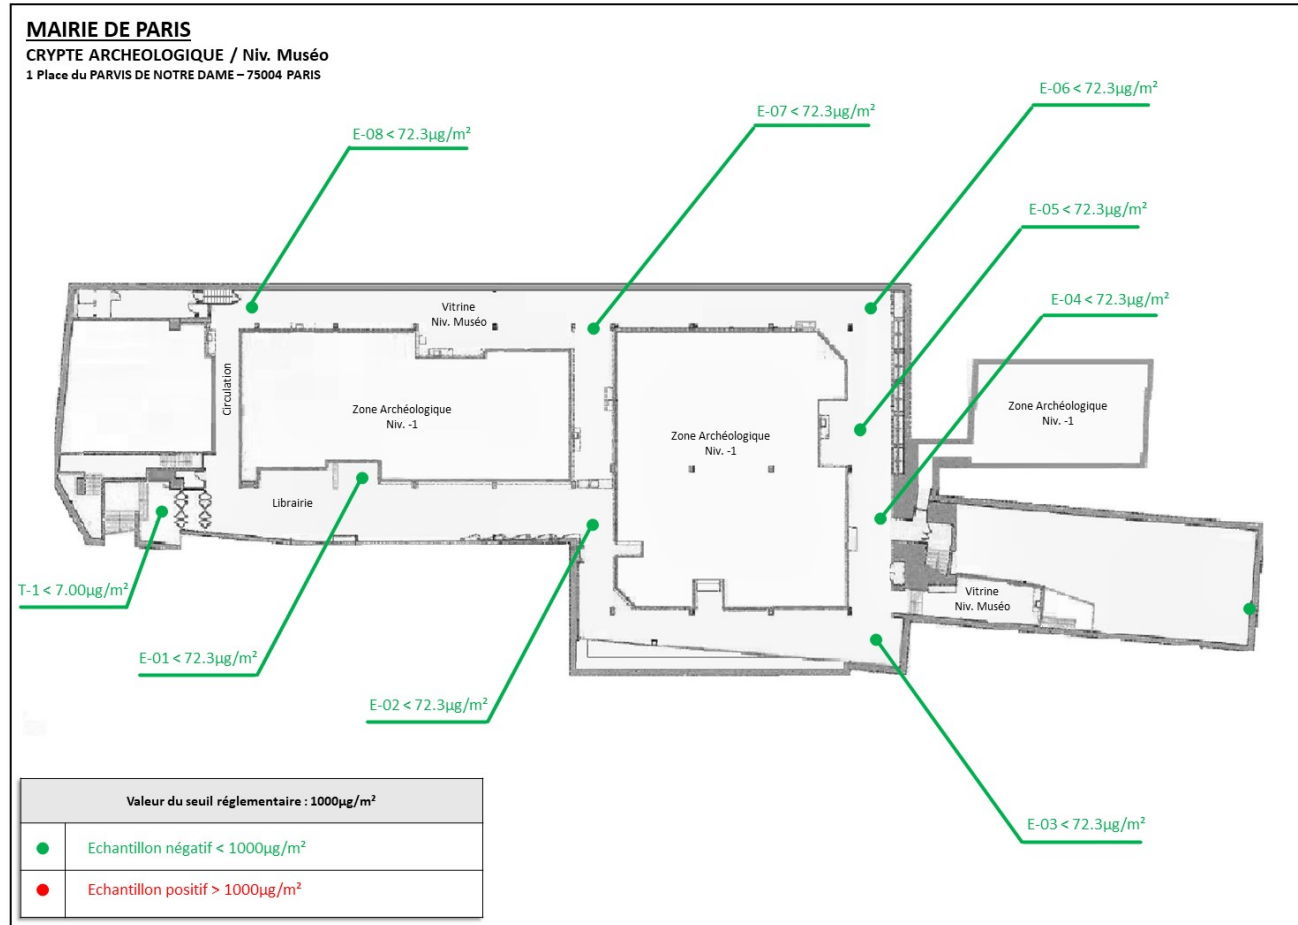 MAIRIE DE PARIS
CRYPTE ARCHEOLOGIQUE / Niv. Muséo
1 Place du PARVIS DE NOTRE DAME – 75004 PARIS
E-06 < 72.3µg/m²
E-07 < 72.3µg/m²
E-08 < 72.3µg/m²
E-05 < 72.3µg/m²
E-04 < 72.3µg/m²
Vitrine
Niv. Muséo
Circulation
Zone Archéologique
Niv. -1
Zone Archéologique
Niv. -1
Zone Archéologique
Niv. -1
Librairie
T-1 < 7.00µg/m²
Vitrine
Niv. Muséo
E-01 < 72.3µg/m²
E-02 < 72.3µg/m²
E-03 < 72.3µg/m²
Valeur du seuil réglementaire : 1000µg/m²
Echantillon négatif < 1000µg/m²
Echantillon positif > 1000µg/m²